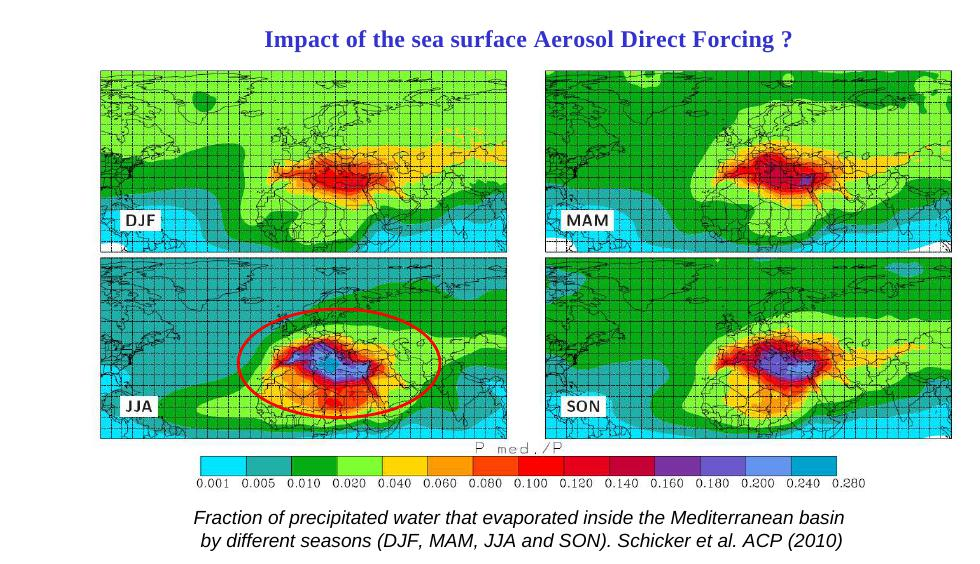 Impact of the sea surface Aerosol Direct Forcing ?
DJF
MAM
JJA
SON
P med./P
0.001 0.005 0.010 0.020 0.040 0.060 0.080 0.100 0.120 0.140 0.160 0.180 0.200 0.240 0.280
Fraction of precipitated water that evaporated inside the Mediterranean basin
by different seasons (DJF, MAM, JJA and SON). Schicker et al. ACP (2010)